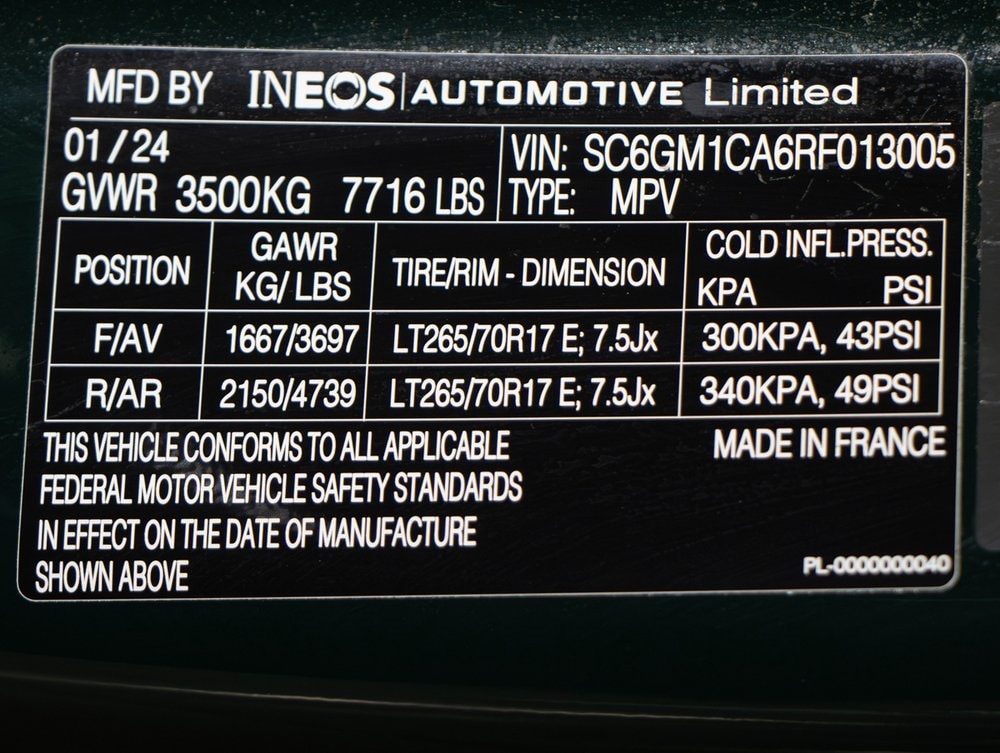 MFD BY INEOS | AUTOMOTIVE Limited
01/24
GVWR 3500KG 7716 LBS
VIN: SC6GM1CA6RF013005
TYPE: MPV
POSITION
GAWR
KG/LBS
TIRE/RIM - DIMENSION
COLD INFL.PRESS.
KPA PSI
F/AV 1667/3697 LT265/70R17 E; 7.5Jx 300KPA, 43PSI
R/AR 2150/4739 LT265/70R17 E; 7.5Jx 340KPA, 49PSI
THIS VEHICLE CONFORMS TO ALL APPLICABLE
FEDERAL MOTOR VEHICLE SAFETY STANDARDS
IN EFFECT ON THE DATE OF MANUFACTURE
SHOWN ABOVE
MADE IN FRANCE
PL-0000000040